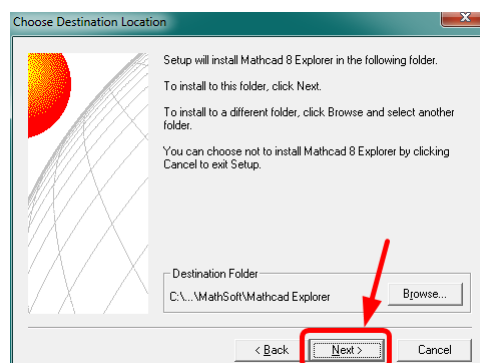 Choose Destination Location
Setup will install Mathcad 8 Explorer in the following folder.
To install to this folder, click Next.
To install to a different folder, click Browse and select another
folder.
You can choose not to install Mathcad 8 Explorer by clicking
Cancel to exit Setup.
Destination Folder
C:\...\MathSoft\Mathcad Explorer
Browse...
< Back
Next >
Cancel